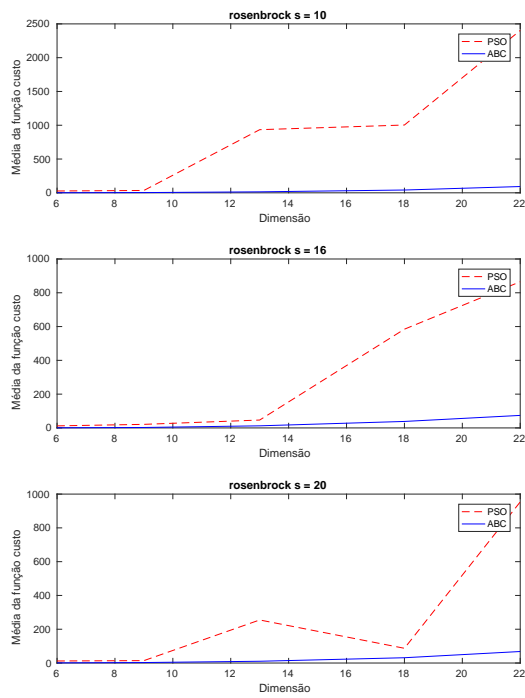 rosenbrock s = 10
Média da função custo
2500
2000
1500
1000
500
0
PSO
ABC
6 8 10 12 14 16 18 20 22
Dimensão
rosenbrock s = 16
Média da função custo
1000
800
600
400
200
0
PSO
ABC
6 8 10 12 14 16 18 20 22
Dimensão
rosenbrock s = 20
Média da função custo
1000
800
600
400
200
0
PSO
ABC
6 8 10 12 14 16 18 20 22
Dimensão